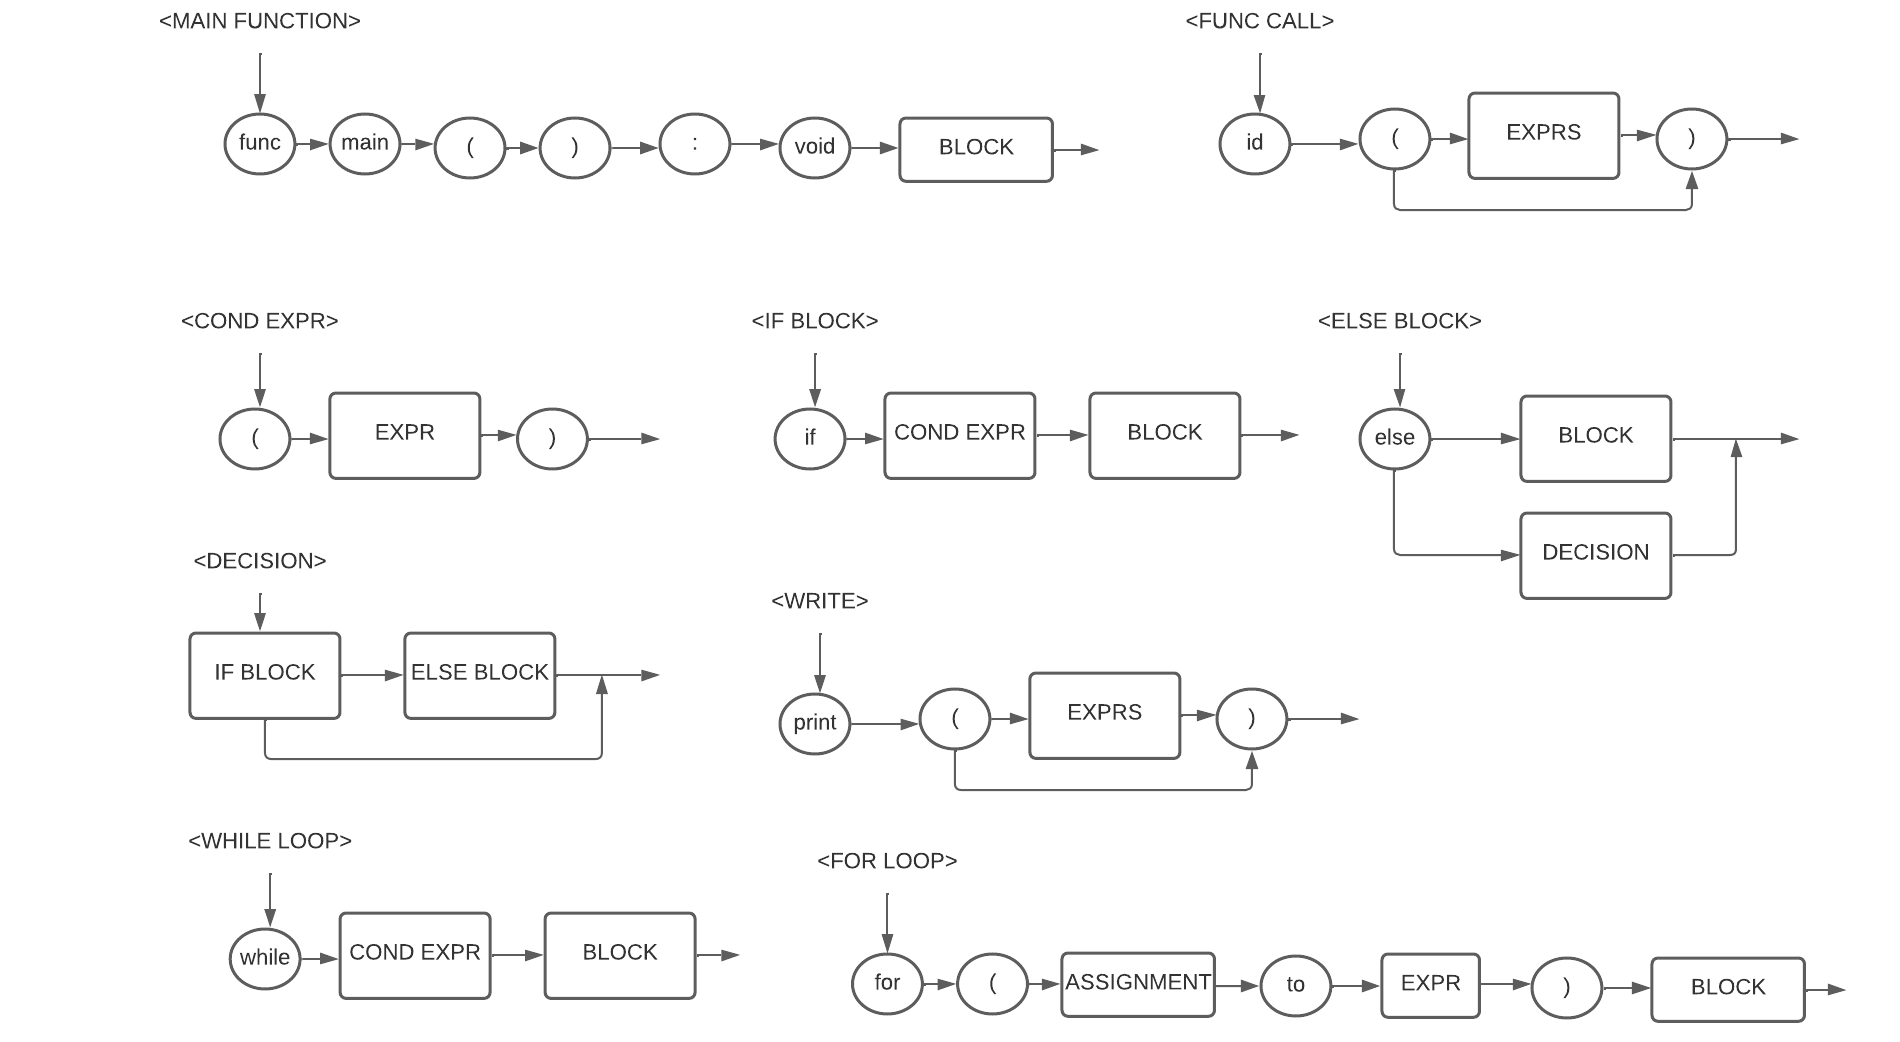 <MAIN FUNCTION>
func main ( ) : void BLOCK
<FUNC CALL>
id ( EXPRS )
<COND EXPR>
( EXPR )
<IF BLOCK>
if COND EXPR BLOCK
<ELSE BLOCK>
else BLOCK
DECISION
<DECISION>
IF BLOCK ELSE BLOCK
<WRITE>
print ( EXPRS )
<WHILE LOOP>
while COND EXPR BLOCK
<FOR LOOP>
for ( ASSIGNMENT to EXPR ) BLOCK